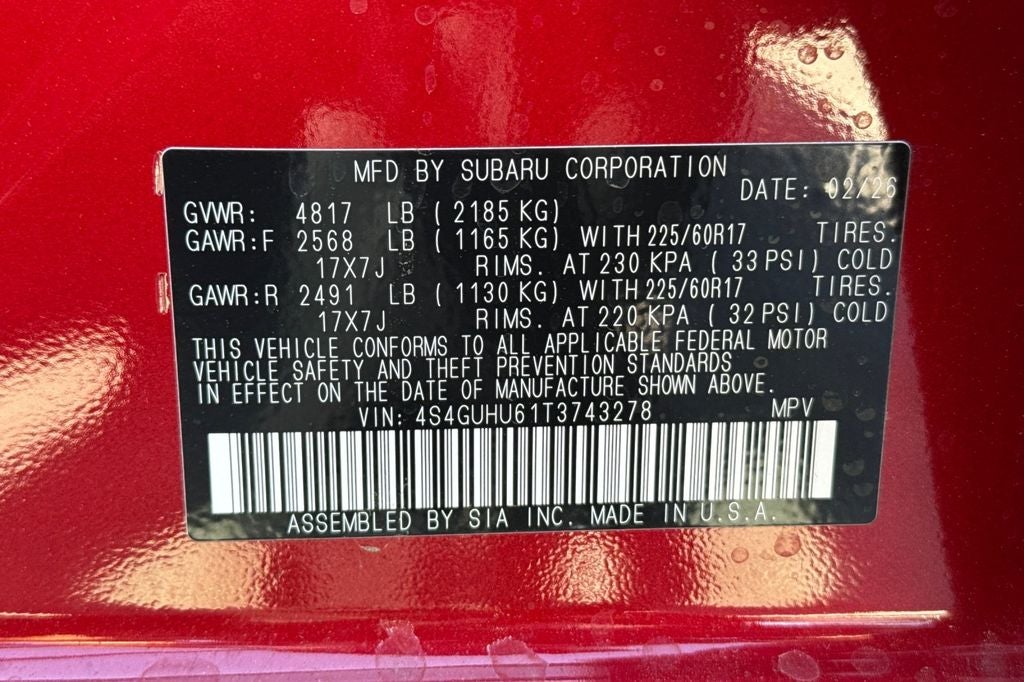 MFD BY SUBARU CORPORATION
DATE: 02/26
GVWR: 4817 LB ( 2185 KG)
GAWR:F 2568 LB ( 1165 KG) WITH 225/60R17 TIRES.
17X7J RIMS. AT 230 KPA ( 33 PSI) COLD
GAWR:R 2491 LB ( 1130 KG) WITH 225/60R17 TIRES.
17X7J RIMS. AT 220 KPA ( 32 PSI) COLD
THIS VEHICLE CONFORMS TO ALL APPLICABLE FEDERAL MOTOR
VEHICLE SAFETY AND THEFT PREVENTION STANDARDS
IN EFFECT ON THE DATE OF MANUFACTURE SHOWN ABOVE.
VIN: 4S4GUHU61T3743278 MPV
ASSEMBLED BY SIA INC. MADE IN U.S.A.